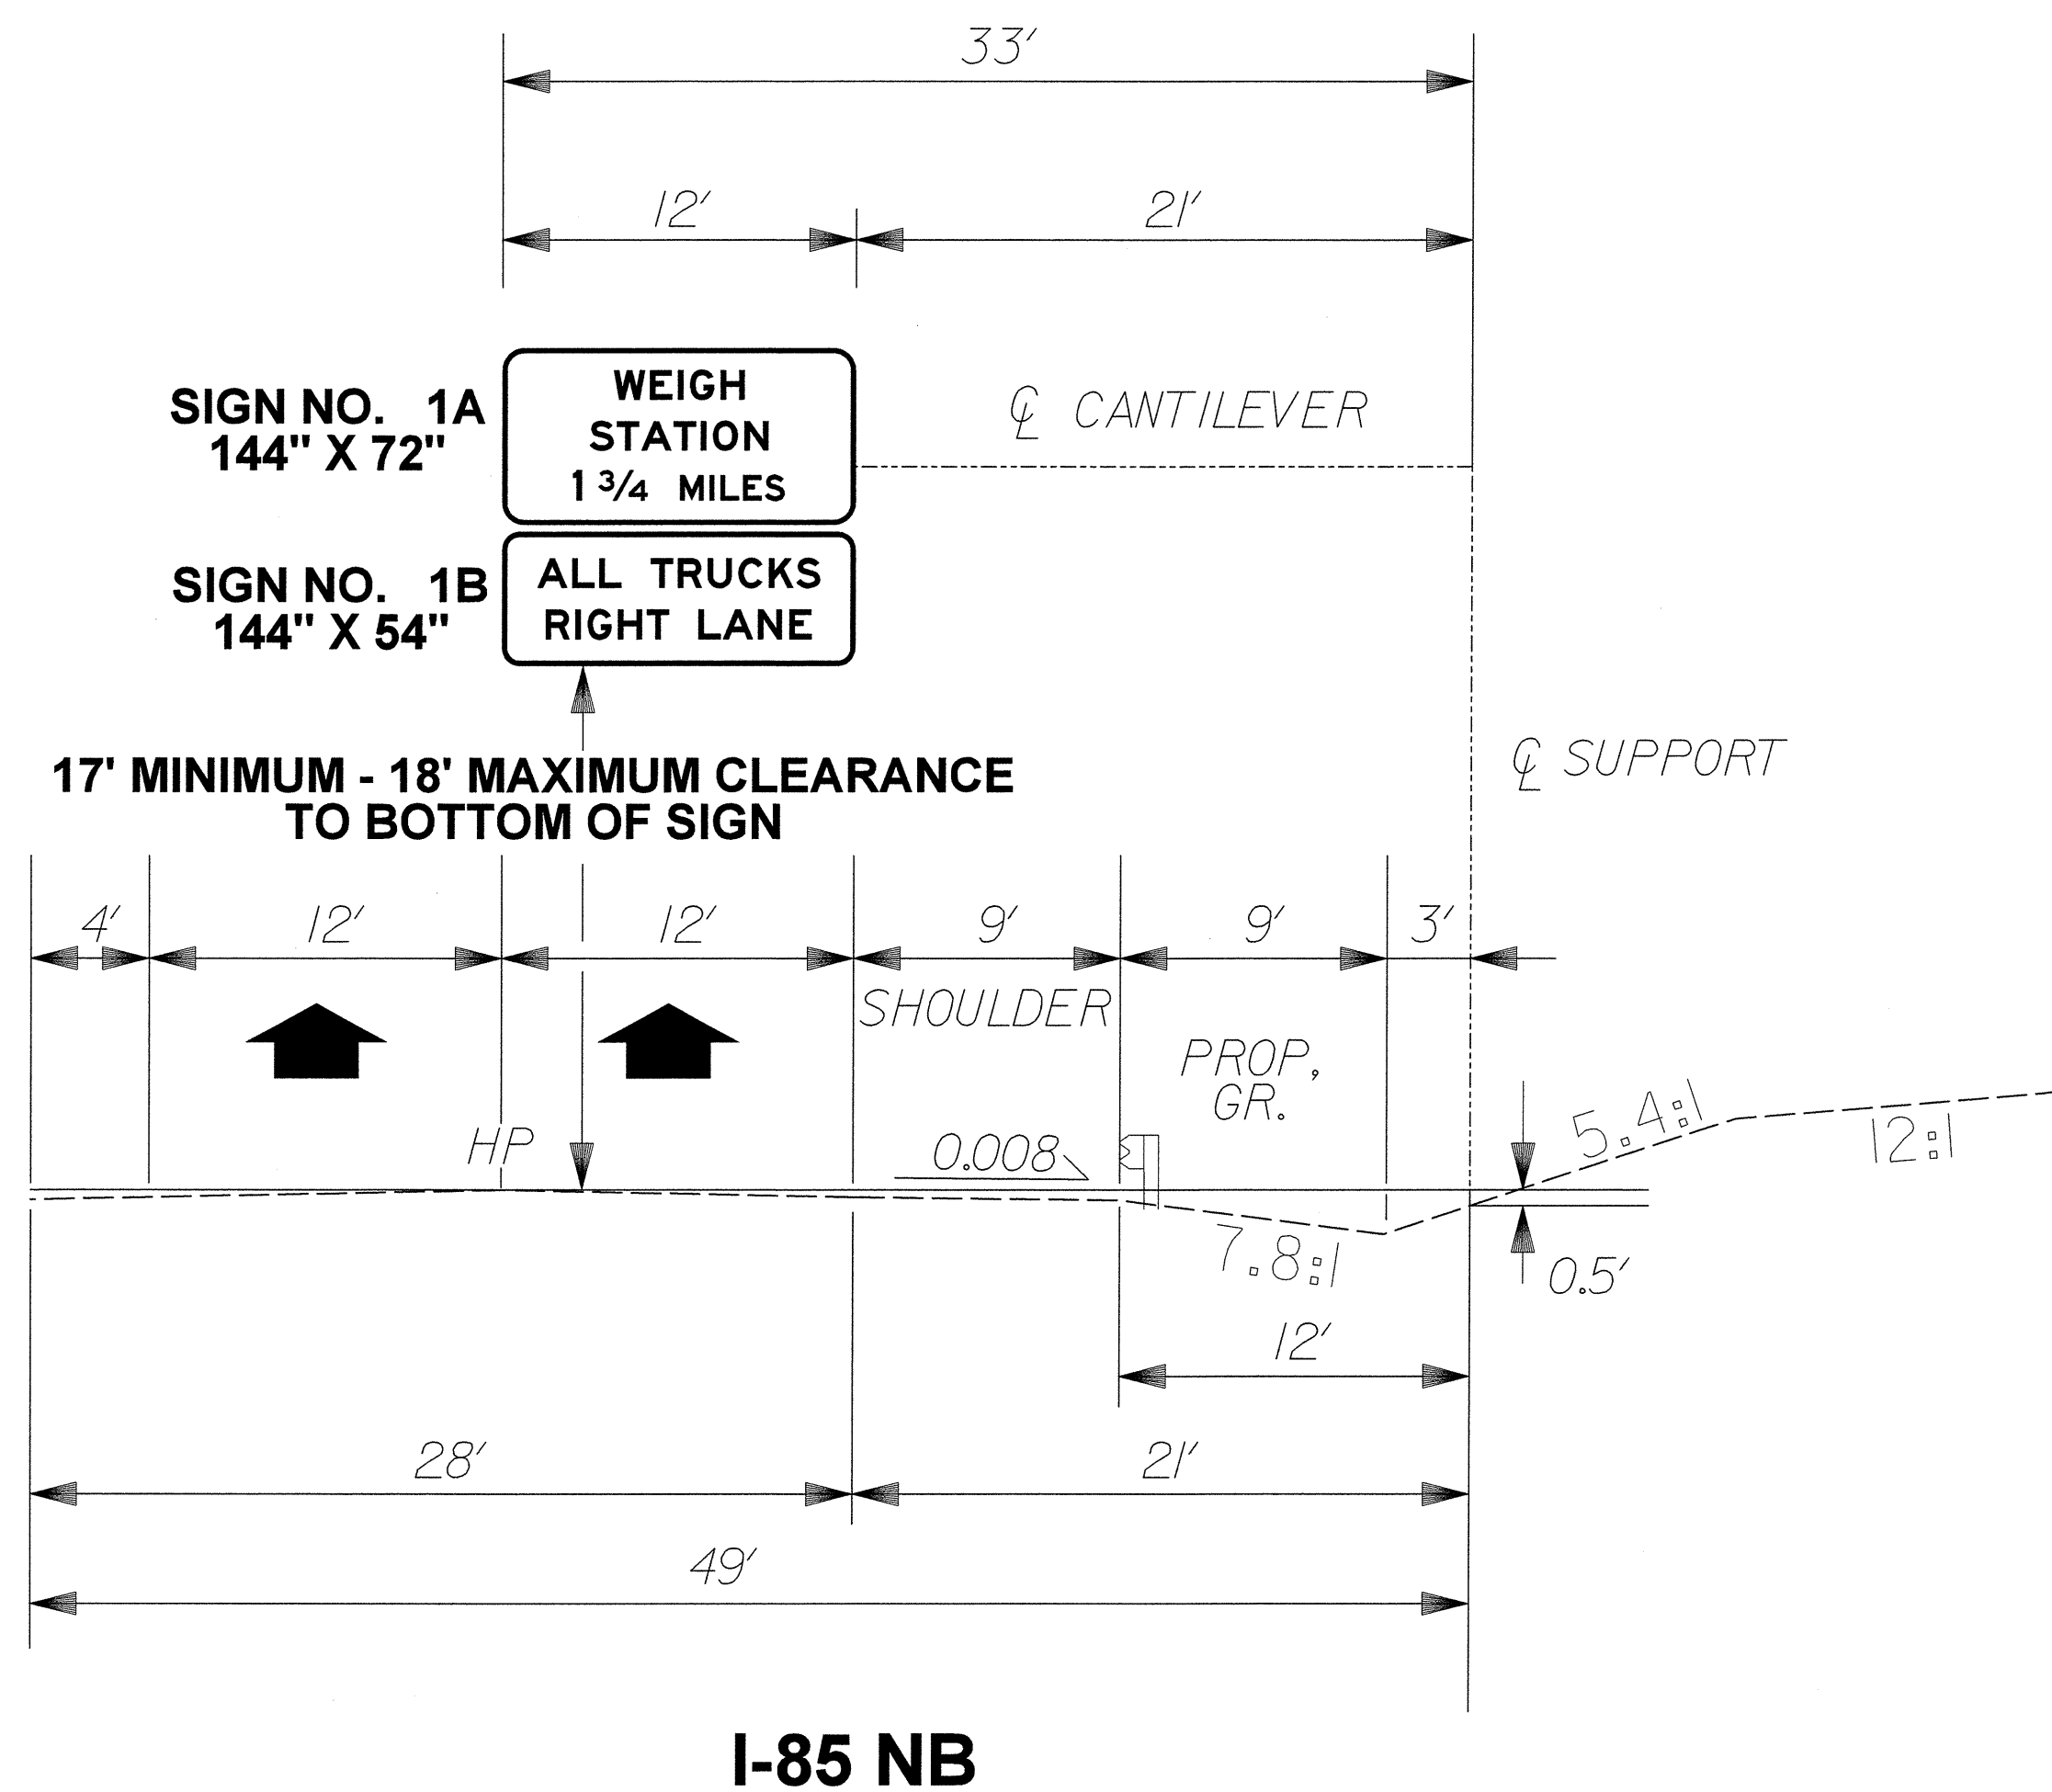 33'
12'
21'
SIGN NO. 1A
144" X 72"
WEIGH
STATION
1 3/4 MILES
℄ CANTILEVER
SIGN NO. 1B
144" X 54"
ALL TRUCKS
RIGHT LANE
17' MINIMUM - 18' MAXIMUM CLEARANCE
TO BOTTOM OF SIGN
℄ SUPPORT
4'
12'
12'
9'
9'
3'
SHOULDER
PROP.
GR.
HP
0.008
5.4:1
12:1
7.8:1
0.5'
12'
28'
21'
49'
I-85 NB